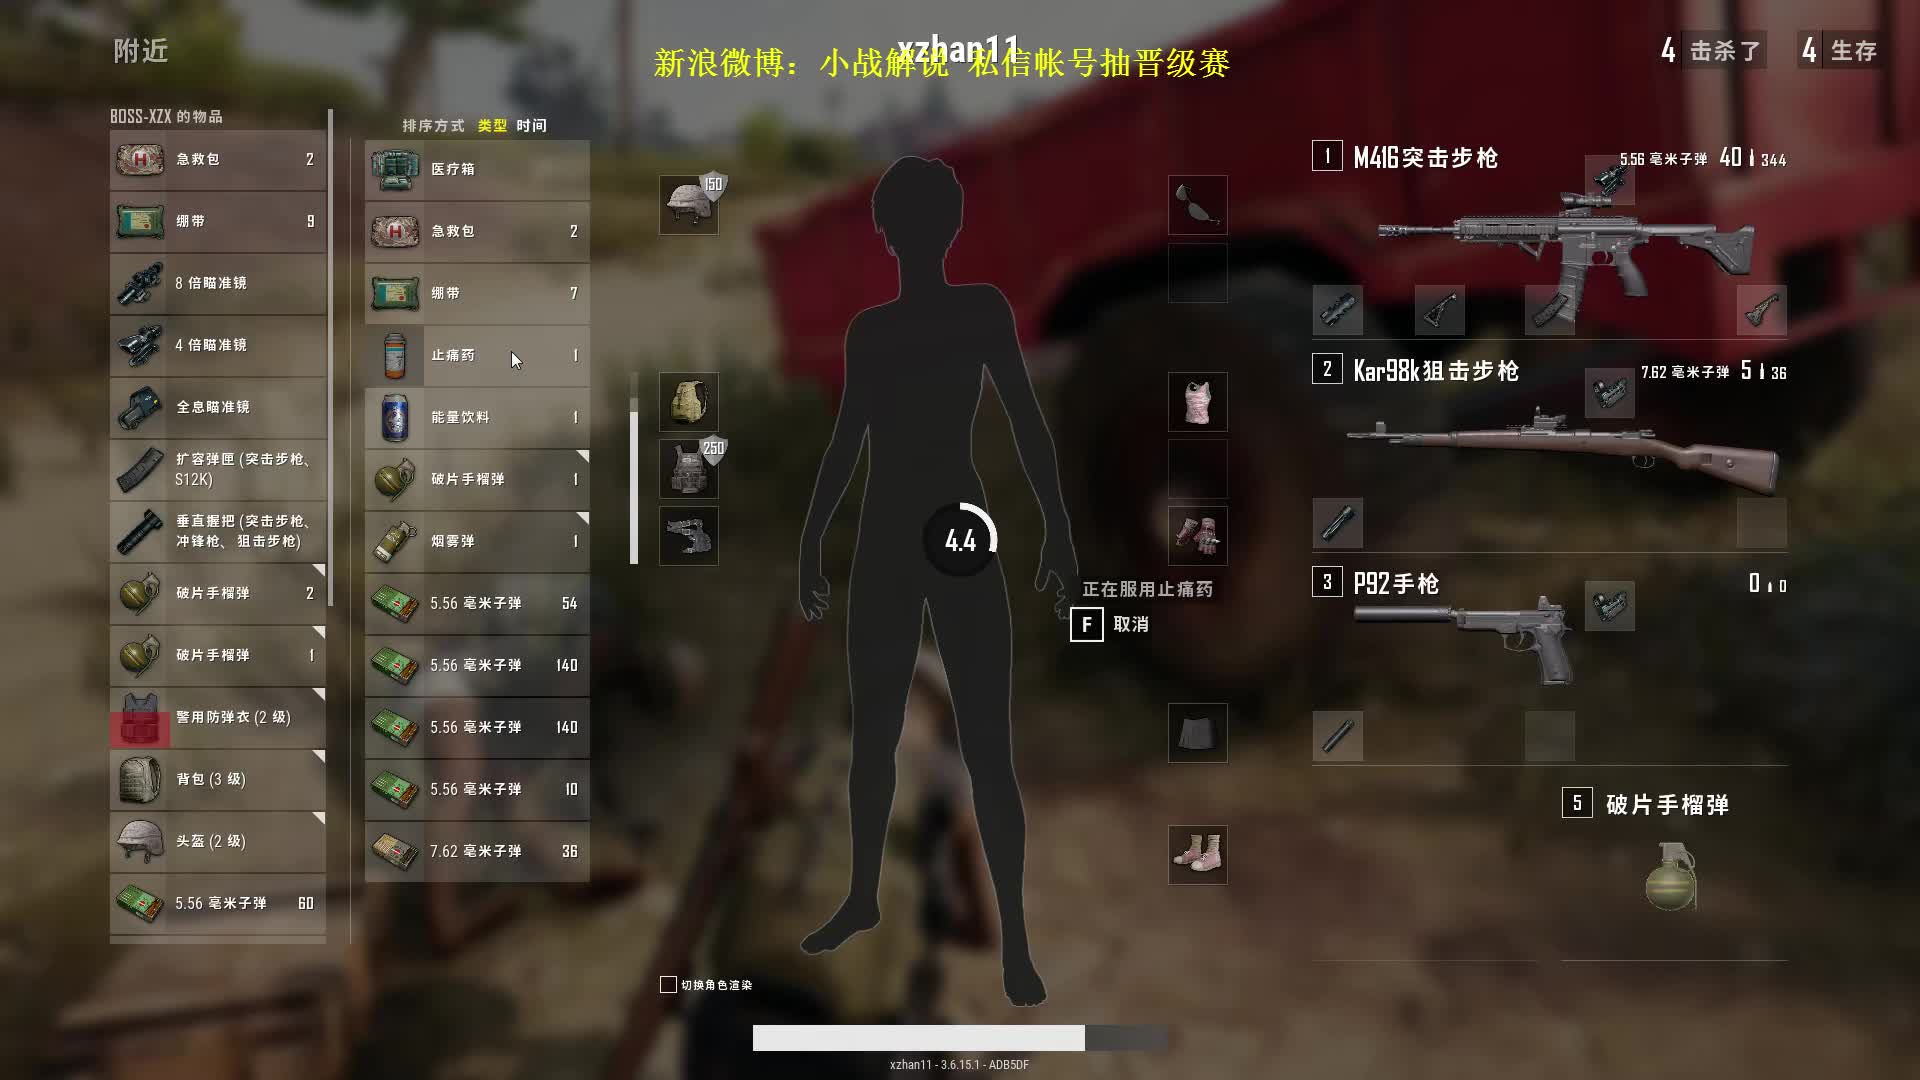 附近
xzhan11
新浪微博：小战解说 私信帐号抽晋级赛
4 击杀了 4 生存
BOSS-XZX 的物品
急救包 2
绷带 9
8 倍瞄准镜
4 倍瞄准镜
全息瞄准镜
扩容弹匣 (突击步枪、
S12K)
垂直握把 (突击步枪、
冲锋枪、狙击步枪)
破片手榴弹 2
破片手榴弹 1
警用防弹衣 (2 级)
背包 (3 级)
头盔 (2 级)
5.56 毫米子弹 60
排序方式 类型 时间
医疗箱
急救包 2
绷带 7
止痛药 1
能量饮料 1
破片手榴弹 1
烟雾弹 1
5.56 毫米子弹 54
5.56 毫米子弹 140
5.56 毫米子弹 140
5.56 毫米子弹 10
7.62 毫米子弹 36
150
250
4.4
正在服用止痛药
F 取消
切换角色渲染
1 M416突击步枪 5.56 毫米子弹 40 344
2 Kar98k狙击步枪 7.62 毫米子弹 5 36
3 P92手枪 0 0
5 破片手榴弹
xzhan11 - 3.6.15.1 - ADB5DF